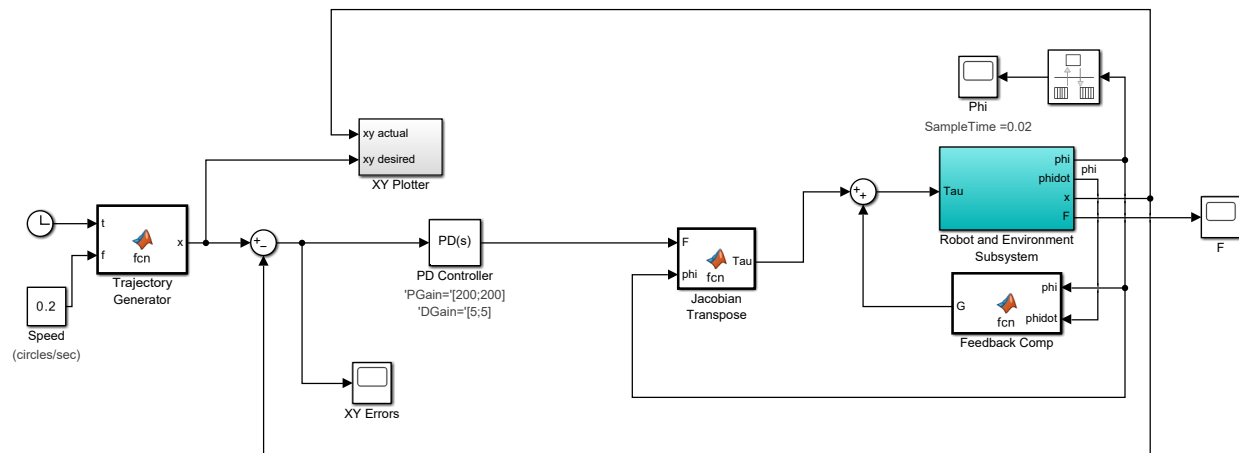 xy actual
xy desired
XY Plotter
t
f
x
fcn
Trajectory
Generator
0.2
Speed
(circles/sec)
+
−
PD(s)
PD Controller
'PGain='[200;200]
'DGain='[5;5]
XY Errors
F
phi
Tau
fcn
Jacobian
Transpose
+
+
Phi
SampleTime =0.02
Tau
phi
phidot
x
F
phi
Robot and Environment
Subsystem
G
phi
phidot
fcn
Feedback Comp
F